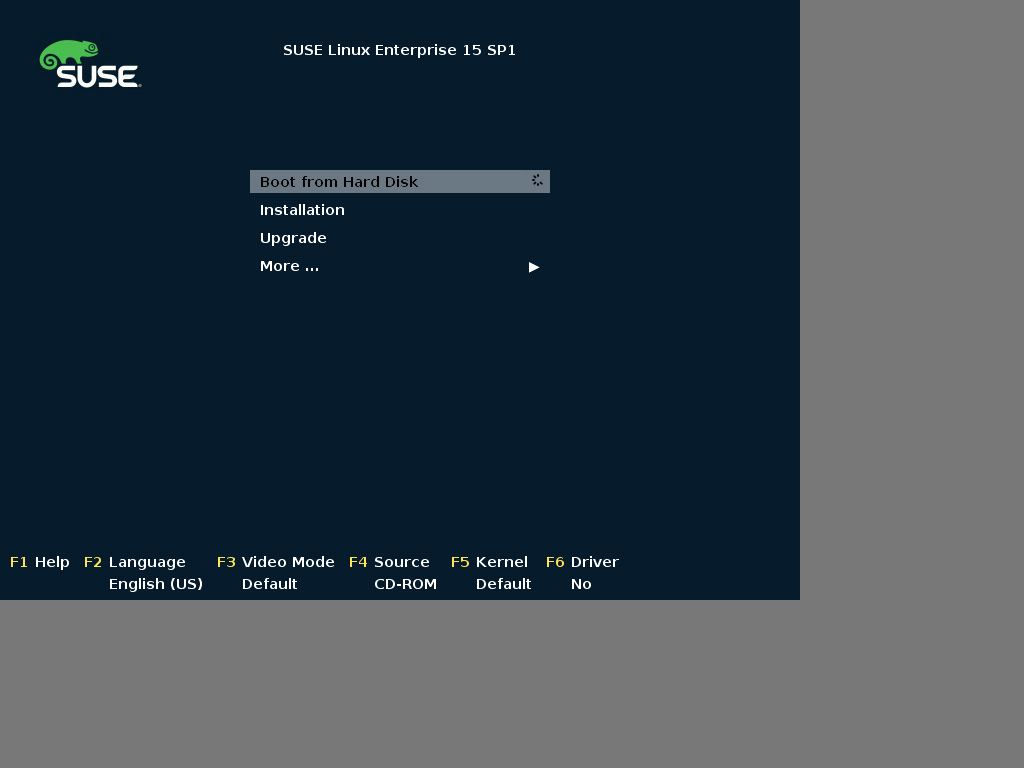 SUSE Linux Enterprise 15 SP1
SUSE
Boot from Hard Disk
Installation
Upgrade
More ...
F1 Help F2 Language F3 Video Mode F4 Source F5 Kernel F6 Driver
English (US) Default CD-ROM Default No